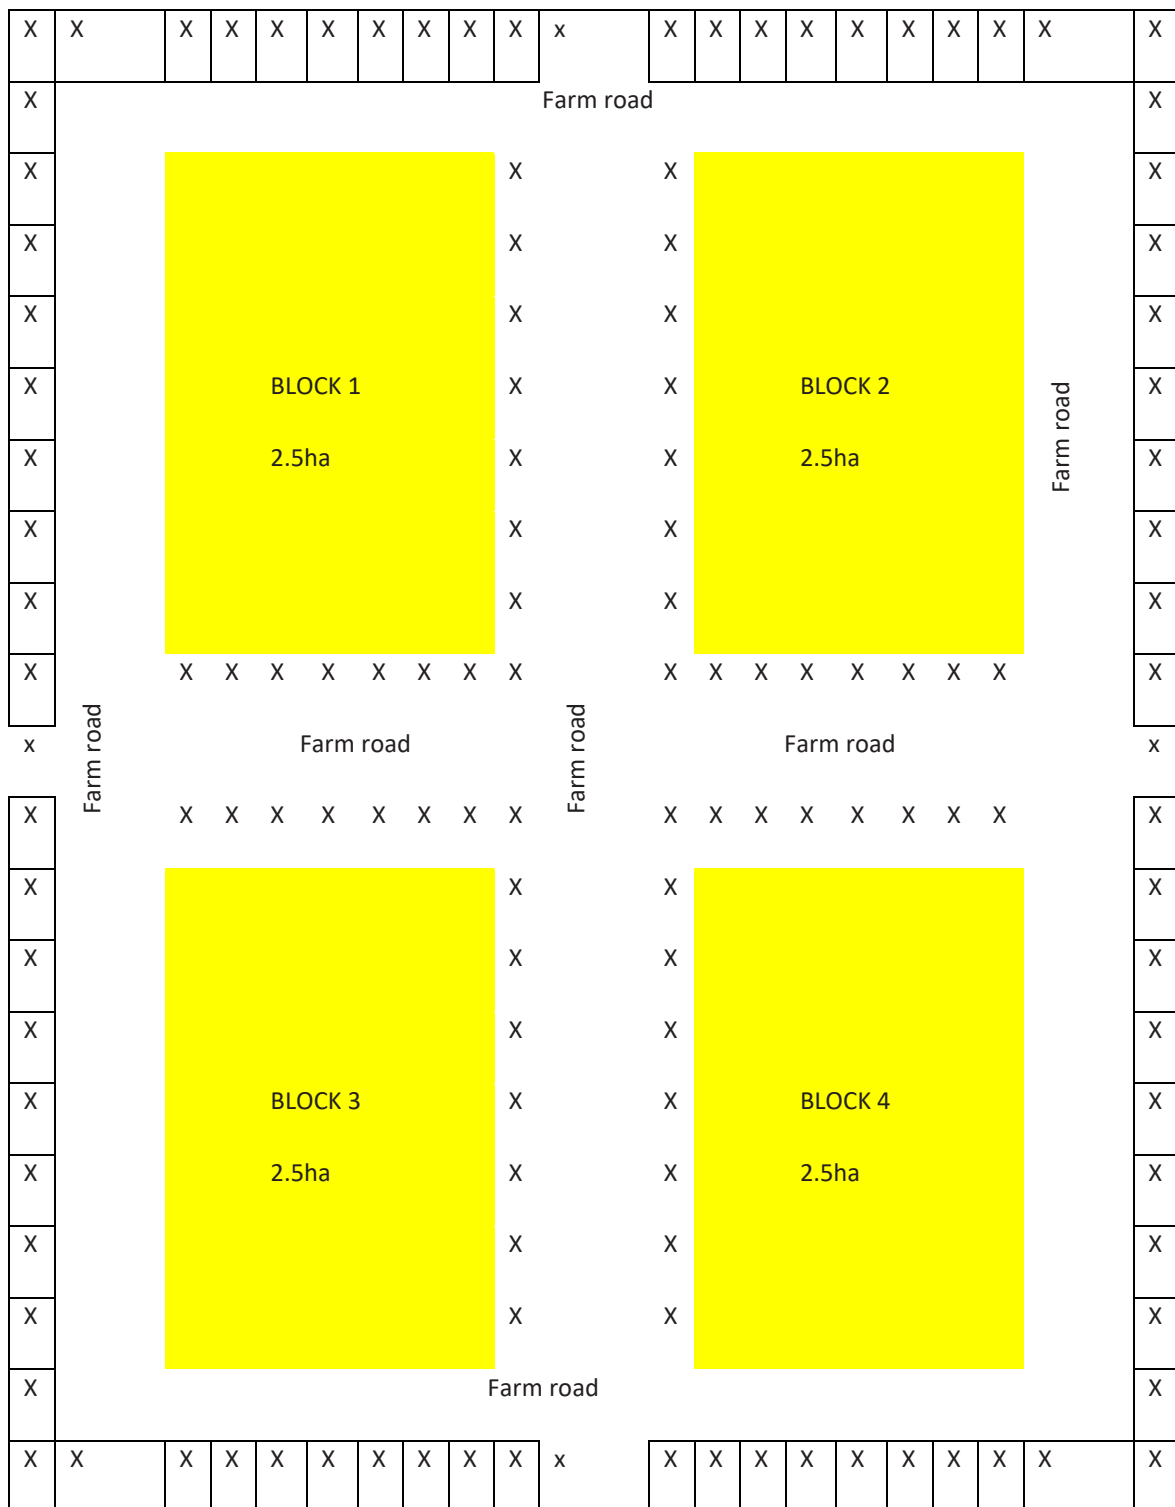 X X X X X X X X X X x X X X X X X X X X X
X Farm road X
X X X X
X X X X
X X X X
X BLOCK 1 X X BLOCK 2 X
X 2.5ha X X 2.5ha Farm road X
X X X X
X X X X
X X X X X X X X X X X X X X X X X X
x Farm road Farm road Farm road Farm road x
X X X X X X X X X X X X X X X X X X
X X X X
X X X X
X X X X
X BLOCK 3 X X BLOCK 4 X
X 2.5ha X X 2.5ha X
X X X X
X X X X
X Farm road X
X X X X X X X X X X x X X X X X X X X X X